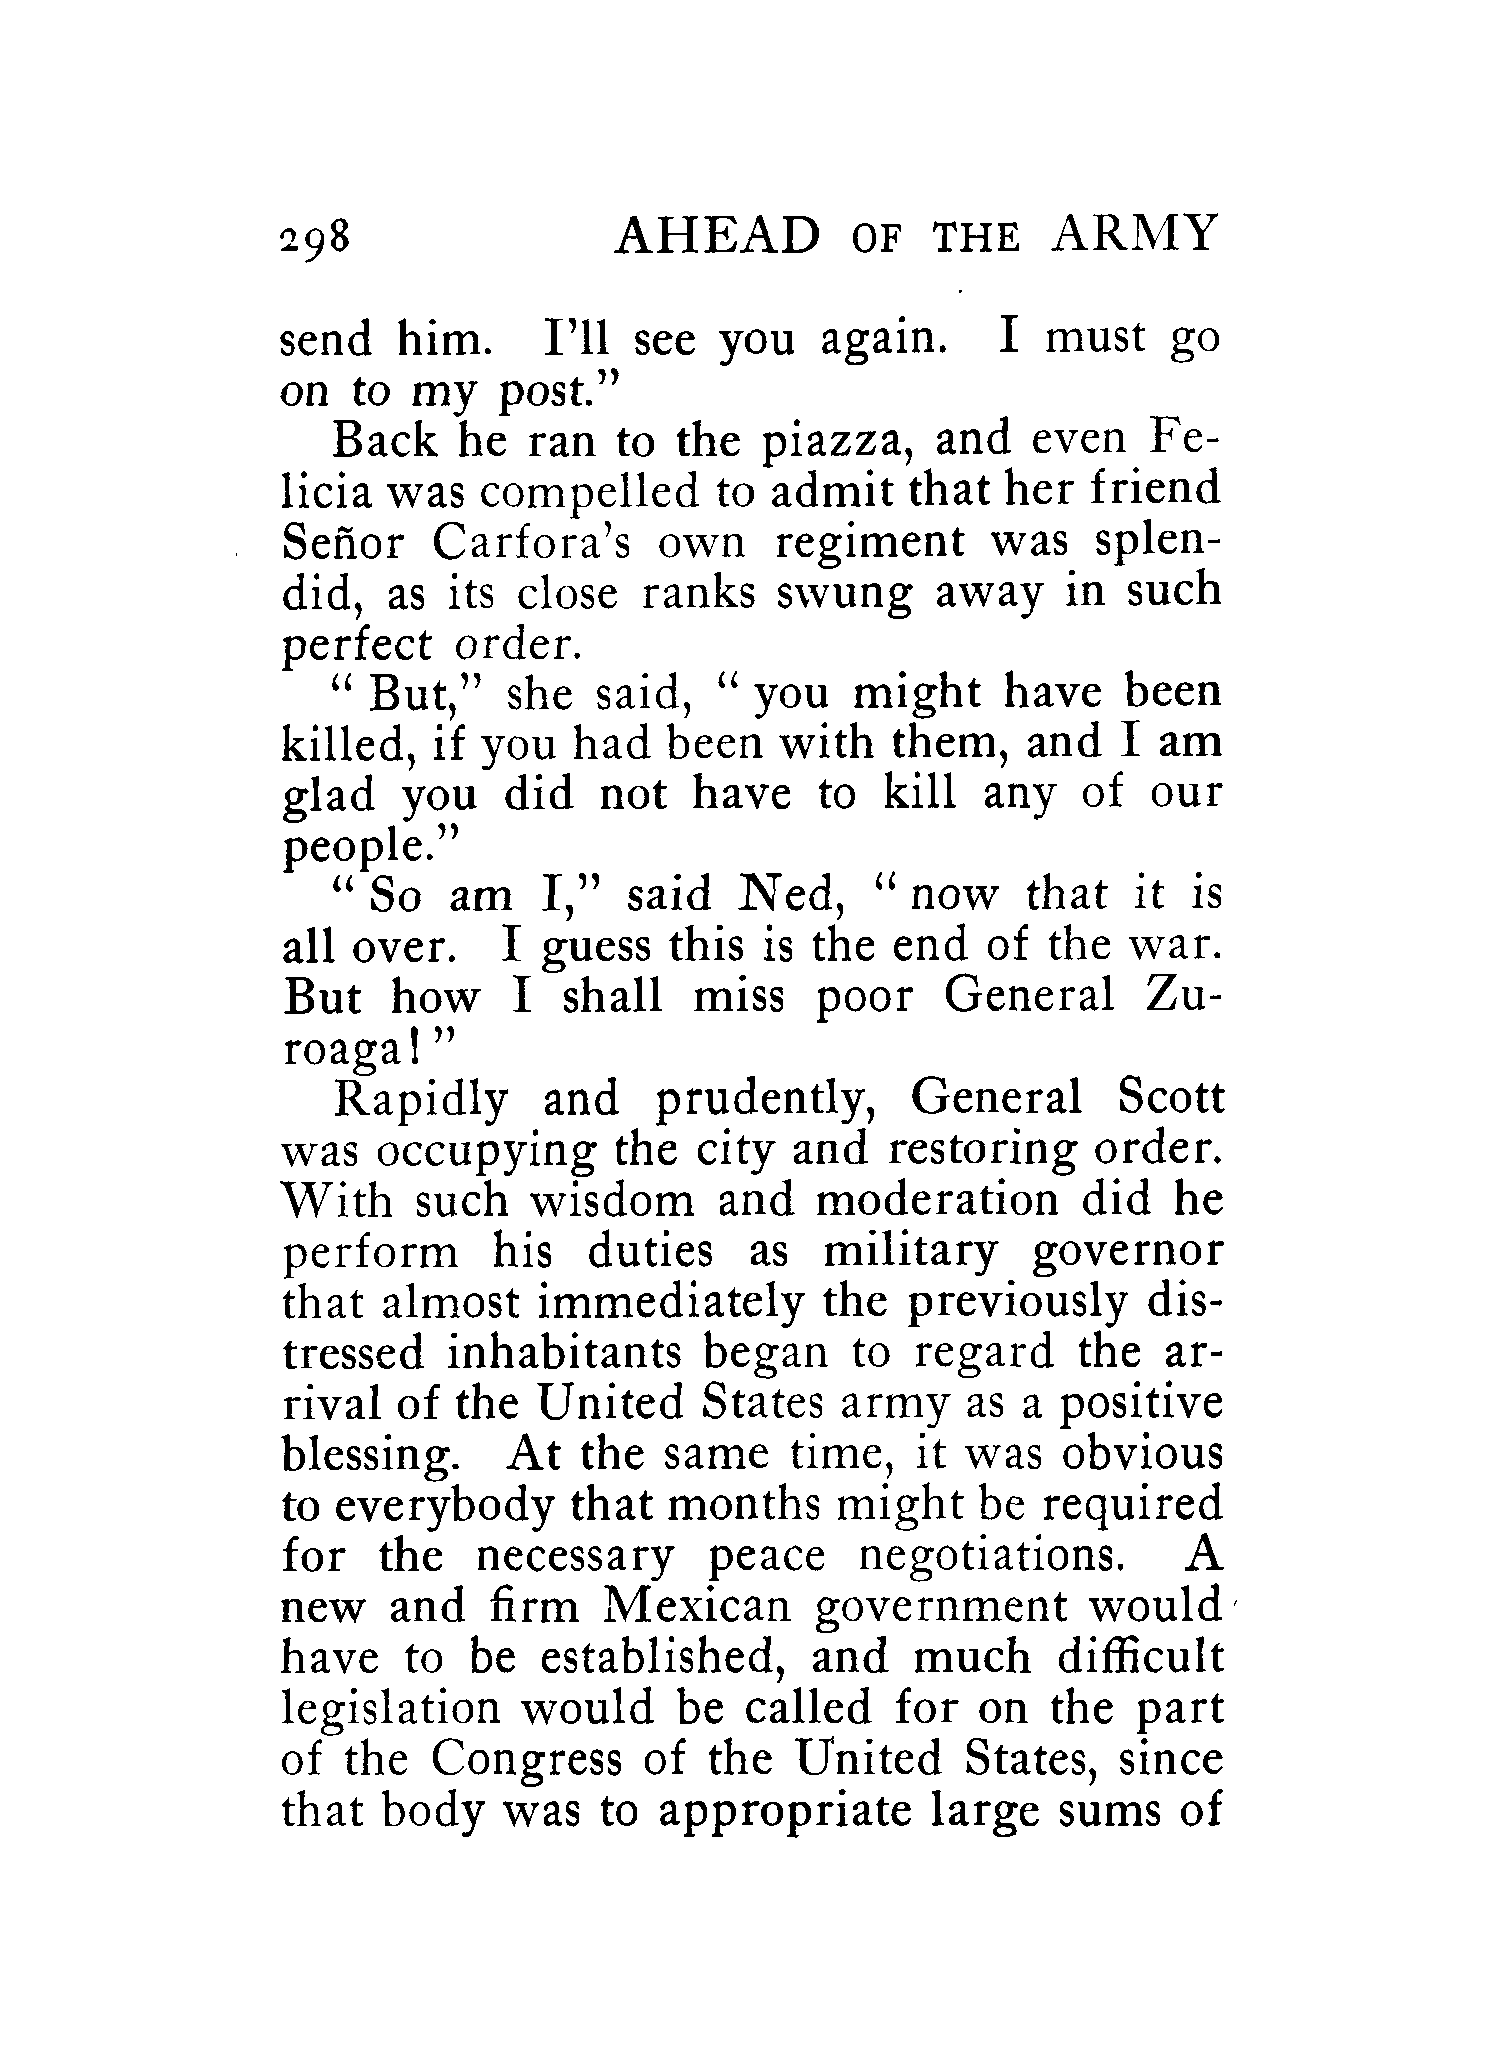 298 AHEAD OF THE ARMY
send him. I'll see you again. I must go
on to my post."
Back he ran to the piazza, and even Fe-
licia was compelled to admit that her friend
Señor Carfora's own regiment was splen-
did, as its close ranks swung away in such
perfect order.
" But," she said, " you might have been
killed, if you had been with them, and I am
glad you did not have to kill any of our
people."
" So am I," said Ned, " now that it is
all over. I guess this is the end of the war.
But how I shall miss poor General Zu-
roaga! "
Rapidly and prudently, General Scott
was occupying the city and restoring order.
With such wisdom and moderation did he
perform his duties as military governor
that almost immediately the previously dis-
tressed inhabitants began to regard the ar-
rival of the United States army as a positive
blessing. At the same time, it was obvious
to everybody that months might be required
for the necessary peace negotiations. A
new and firm Mexican government would
have to be established, and much difficult
legislation would be called for on the part
of the Congress of the United States, since
that body was to appropriate large sums of